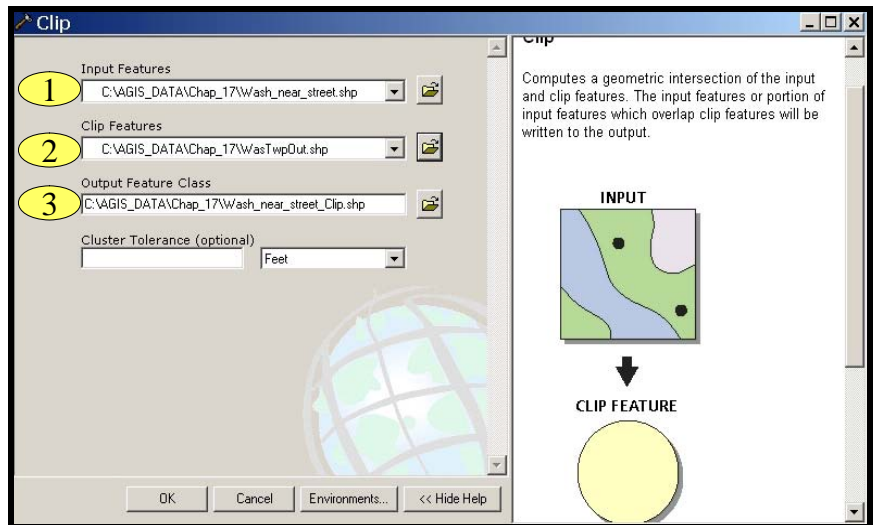 Clip
Input Features
1
C:\AGIS_DATA\Chap_17\Wash_near_street.shp
Clip Features
2
C:\AGIS_DATA\Chap_17\WasTwpOut.shp
Output Feature Class
3
C:\AGIS_DATA\Chap_17\Wash_near_street_Clip.shp
Cluster Tolerance (optional)
Feet
OK
Cancel
Environments...
<< Hide Help
Clip
Computes a geometric intersection of the input
and clip features. The input features or portion of
input features which overlap clip features will be
written to the output.
INPUT
CLIP FEATURE